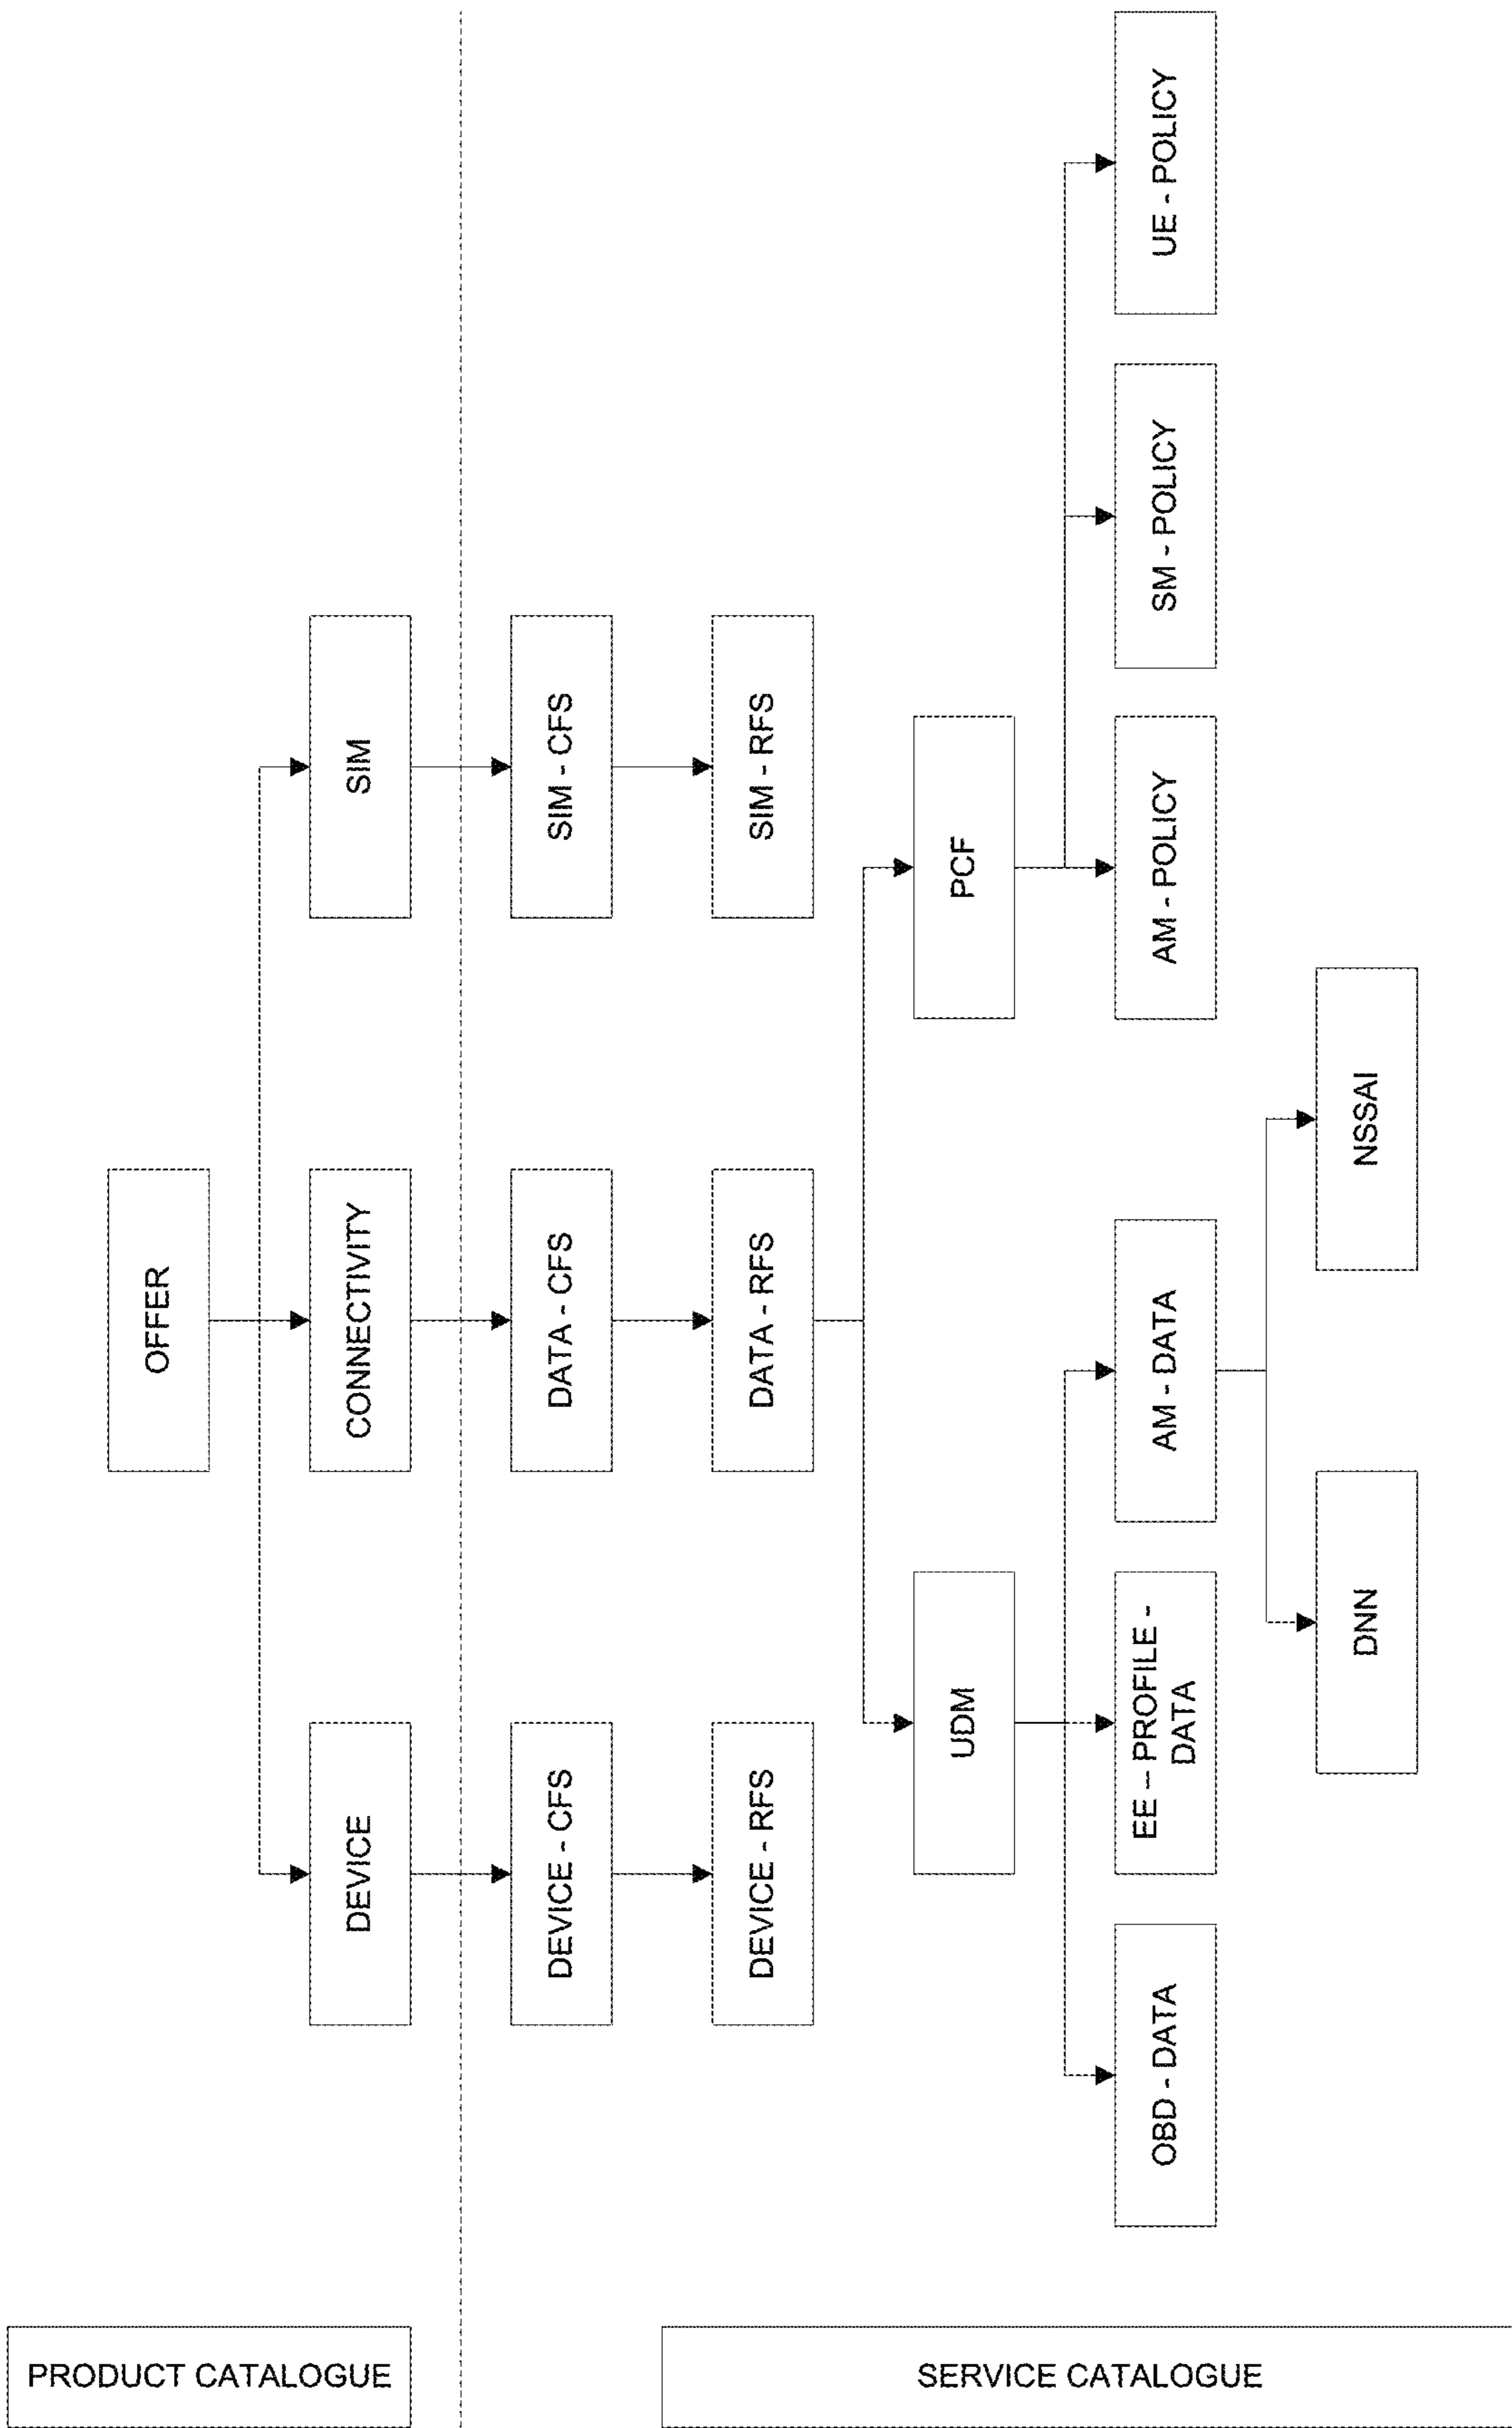 PRODUCT CATALOGUE
OFFER
DEVICE
CONNECTIVITY
SIM
SERVICE CATALOGUE
DEVICE - CFS
DATA - CFS
SIM - CFS
DEVICE - RFS
DATA - RFS
SIM - RFS
UDM
PCF
OBD - DATA
EE – PROFILE -
DATA
AM - DATA
AM - POLICY
SM - POLICY
UE - POLICY
DNN
NSSAI